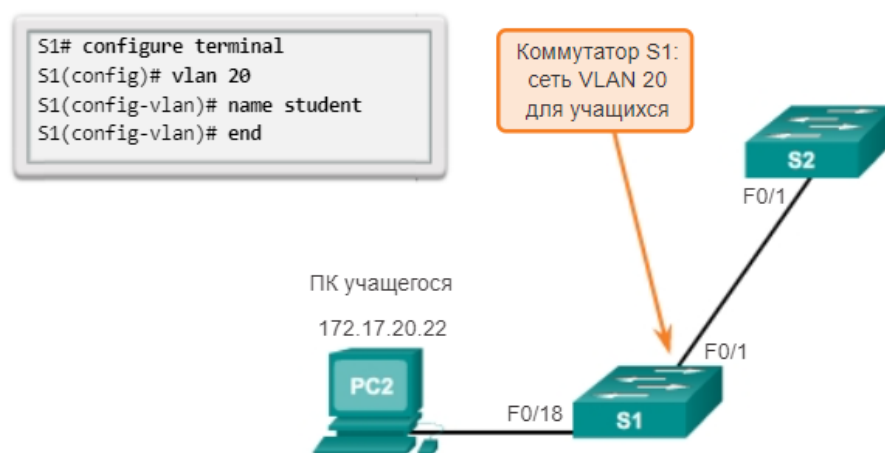 S1# configure terminal
S1(config)# vlan 20
S1(config-vlan)# name student
S1(config-vlan)# end
Коммутатор S1:
сеть VLAN 20
для учащихся
S2
F0/1
ПК учащегося
172.17.20.22
F0/1
PC2
F0/18
S1